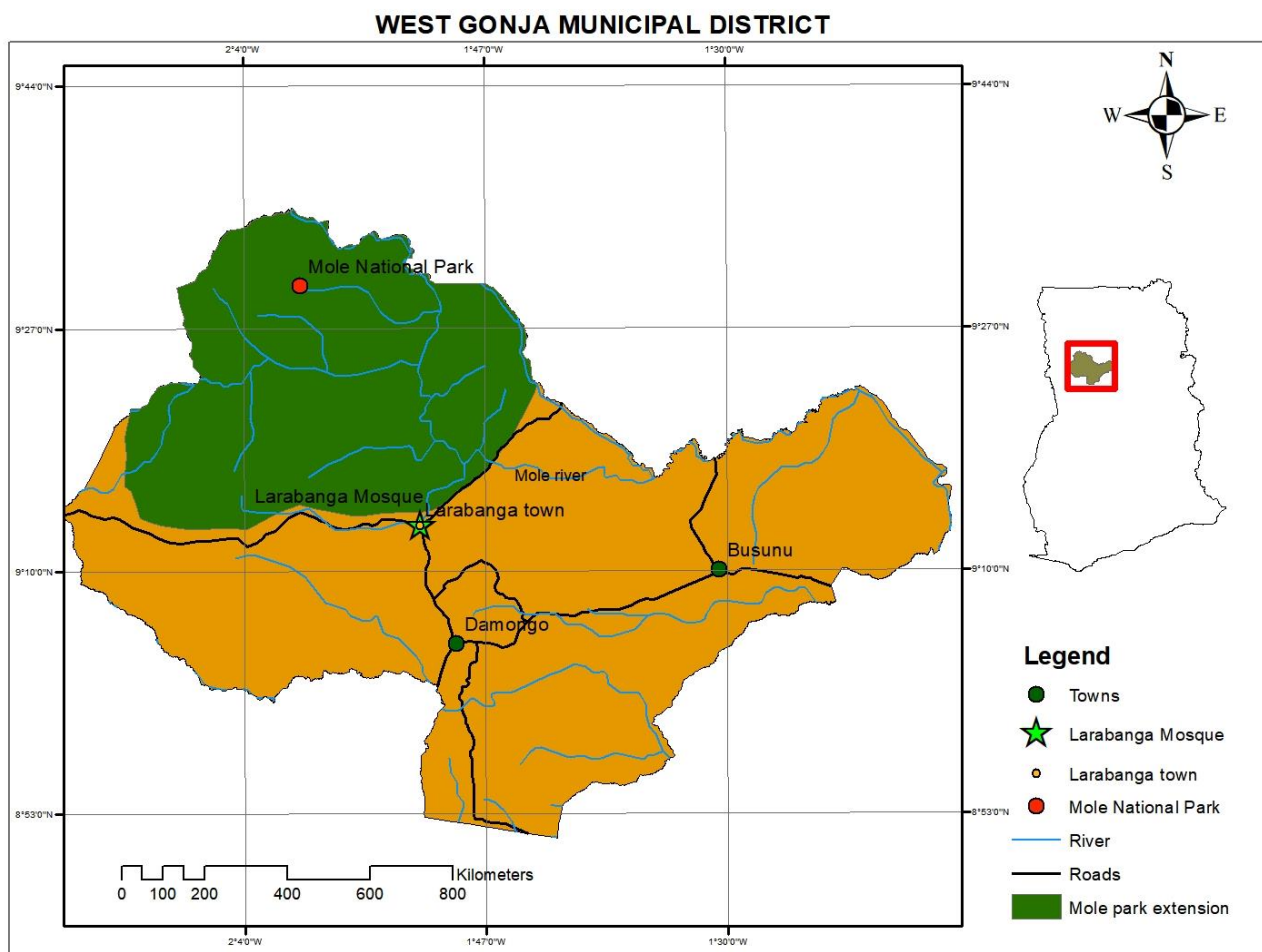 WEST GONJA MUNICIPAL DISTRICT
2°4'0"W 1°47'0"W 1°30'0"W
9°44'0"N 9°44'0"N
N
W E
S
Mole National Park
9°27'0"N 9°27'0"N
Mole river
Larabanga Mosque
Larabanga town
Busunu
9°10'0"N 9°10'0"N
Damongo
8°53'0"N 8°53'0"N
Kilometers
0 100 200 400 600 800
2°4'0"W 1°47'0"W 1°30'0"W
Legend
Towns
Larabanga Mosque
Larabanga town
Mole National Park
River
Roads
Mole park extension